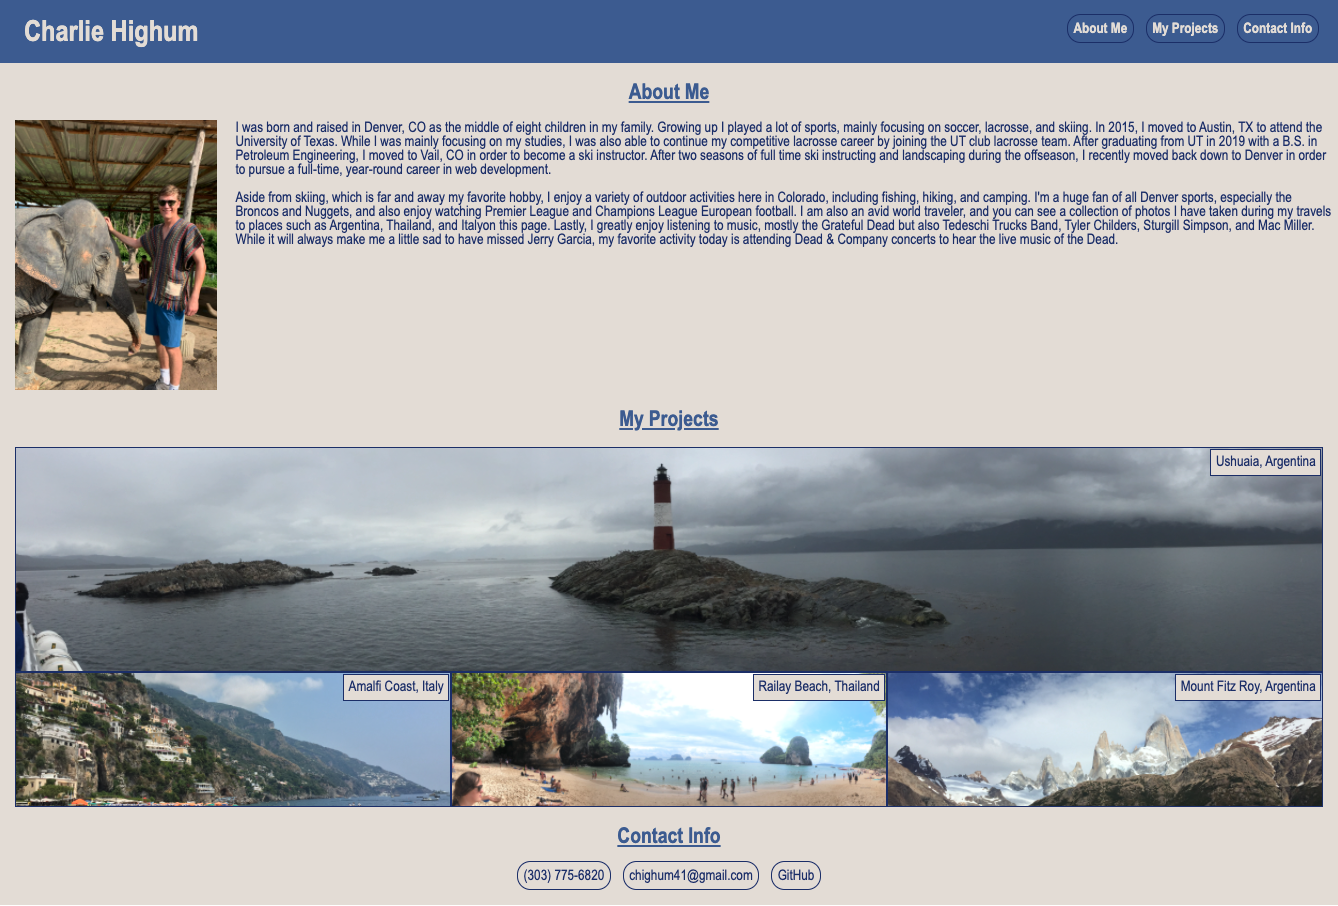 Charlie Highum
About Me
My Projects
Contact Info
About Me
I was born and raised in Denver, CO as the middle of eight children in my family. Growing up I played a lot of sports, mainly focusing on soccer, lacrosse, and skiing. In 2015, I moved to Austin, TX to attend the
University of Texas. While I was mainly focusing on my studies, I was also able to continue my competitive lacrosse career by joining the UT club lacrosse team. After graduating from UT in 2019 with a B.S. in
Petroleum Engineering, I moved to Vail, CO in order to become a ski instructor. After two seasons of full time ski instructing and landscaping during the offseason, I recently moved back down to Denver in order
to pursue a full-time, year-round career in web development.
Aside from skiing, which is far and away my favorite hobby, I enjoy a variety of outdoor activities here in Colorado, including fishing, hiking, and camping. I'm a huge fan of all Denver sports, especially the
Broncos and Nuggets, and also enjoy watching Premier League and Champions League European football. I am also an avid world traveler, and you can see a collection of photos I have taken during my travels
to places such as Argentina, Thailand, and Italyon this page. Lastly, I greatly enjoy listening to music, mostly the Grateful Dead but also Tedeschi Trucks Band, Tyler Childers, Sturgill Simpson, and Mac Miller.
While it will always make me a little sad to have missed Jerry Garcia, my favorite activity today is attending Dead & Company concerts to hear the live music of the Dead.
My Projects
Ushuaia, Argentina
Amalfi Coast, Italy
Railay Beach, Thailand
Mount Fitz Roy, Argentina
Contact Info
(303) 775-6820
chighum41@gmail.com
GitHub